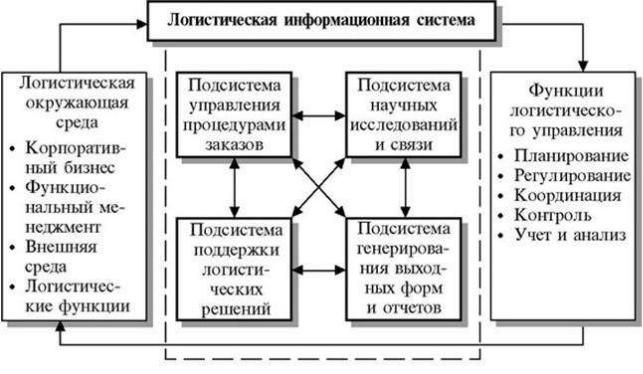 Логистическая информационная система
Логистическая
окружающая
среда
• Корпоратив-
ный бизнес
• Функцио-
нальный ме-
неджмент
• Внешняя
среда
• Логистичес-
кие функции
Подсистема
управления
процедурами
заказов
Подсистема
научных
исследований
и связи
Подсистема
поддержки
логисти-
ческих
решений
Подсистема
генерирова-
ния выход-
ных форм
и отчетов
Функции
логистическо-
го управления
• Планирование
• Регулирование
• Координация
• Контроль
• Учет и анализ